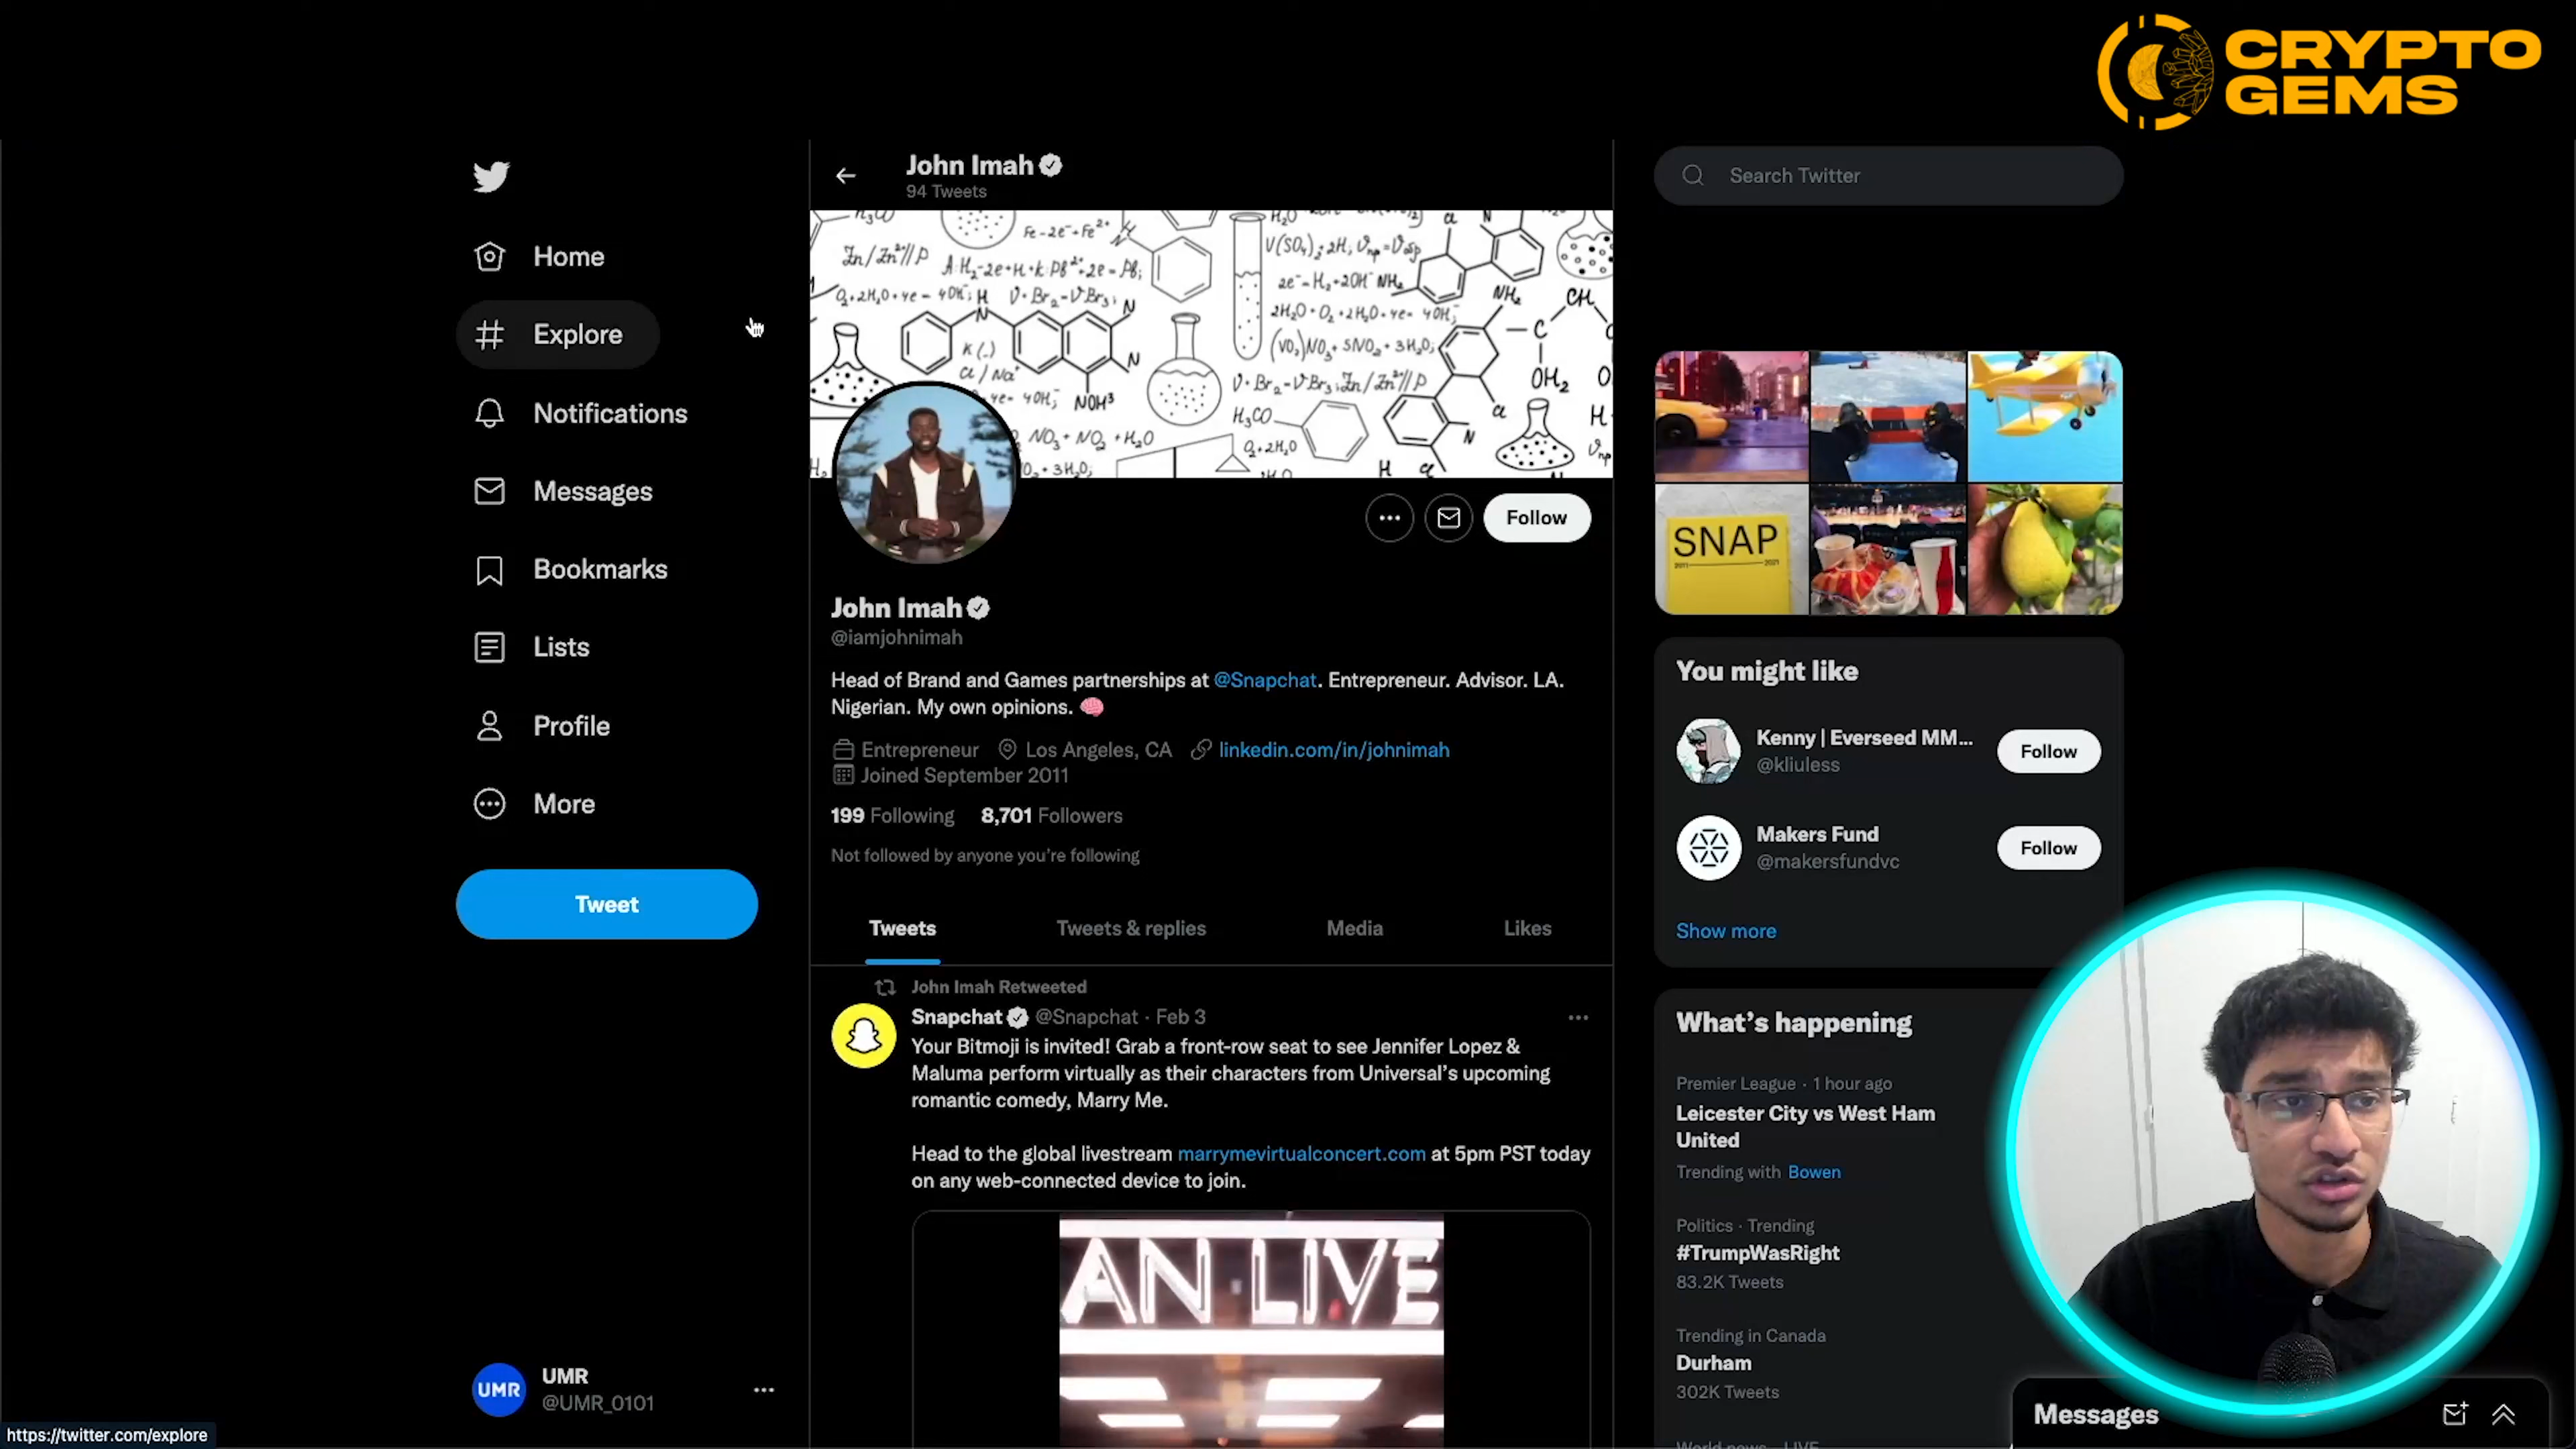 CRYPTO
GEMS
John Imah
94 Tweets
Search Twitter
Home
Explore
Notifications
Messages
Bookmarks
Lists
Profile
More
Tweet
Follow
John Imah
@iamjohnimah
Head of Brand and Games partnerships at @Snapchat. Entrepreneur. Advisor. LA.
Nigerian. My own opinions. 🧠
Entrepreneur Los Angeles, CA linkedin.com/in/johnimah
Joined September 2011
199 Following 8,701 Followers
Not followed by anyone you're following
Tweets Tweets & replies Media Likes
John Imah Retweeted
Snapchat @Snapchat · Feb 3
Your Bitmoji is invited! Grab a front-row seat to see Jennifer Lopez &
Maluma perform virtually as their characters from Universal's upcoming
romantic comedy, Marry Me.
Head to the global livestream marrymevirtualconcert.com at 5pm PST today
on any web-connected device to join.
AN LIVE
SNAP
2011 2021
You might like
Kenny | Everseed MM...
@kliuless
Follow
Makers Fund
@makersfundvc
Follow
Show more
What's happening
Premier League · 1 hour ago
Leicester City vs West Ham
United
Trending with Bowen
Politics · Trending
#TrumpWasRight
83.2K Tweets
Trending in Canada
Durham
302K Tweets
World news · LIVE
Messages
UMR
UMR
@UMR_0101
https://twitter.com/explore